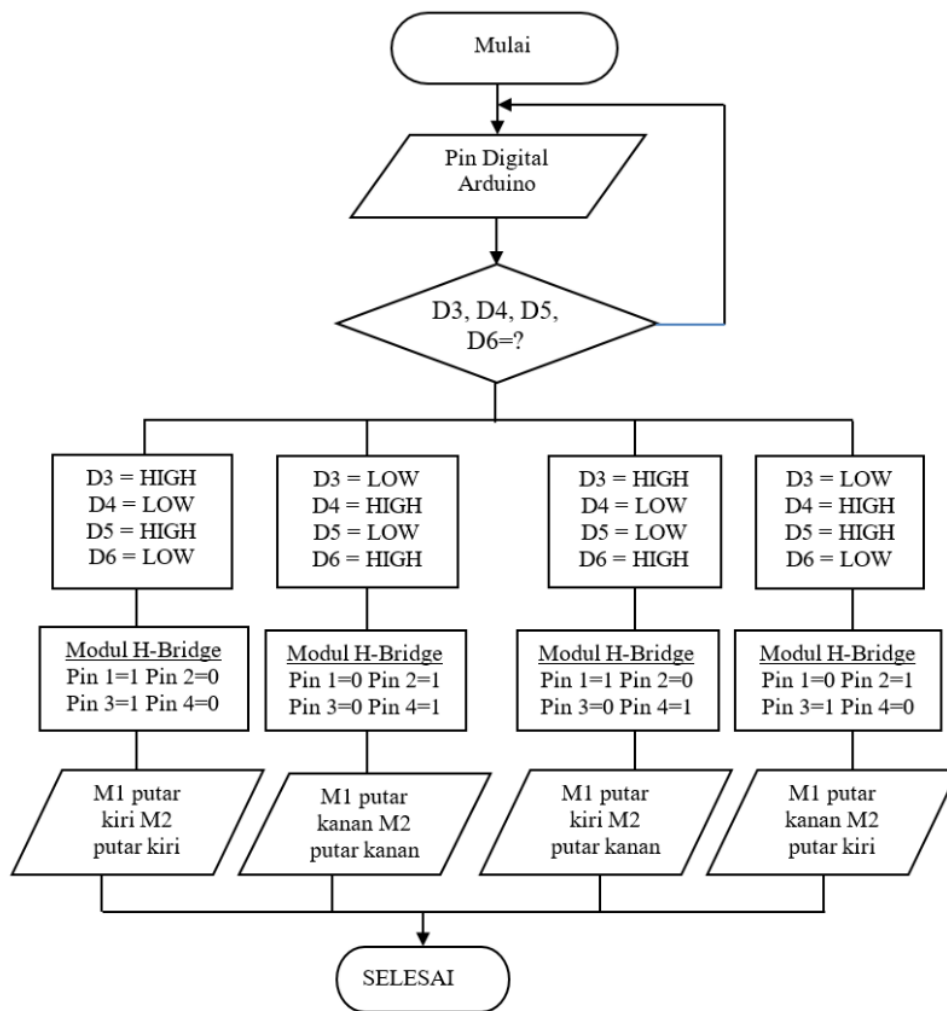 Mulai
Pin Digital
Arduino
D3, D4, D5,
D6=?
D3 = HIGH
D4 = LOW
D5 = HIGH
D6 = LOW
D3 = LOW
D4 = HIGH
D5 = LOW
D6 = HIGH
D3 = HIGH
D4 = LOW
D5 = LOW
D6 = HIGH
D3 = LOW
D4 = HIGH
D5 = HIGH
D6 = LOW
Modul H-Bridge
Pin 1=1 Pin 2=0
Pin 3=1 Pin 4=0
Modul H-Bridge
Pin 1=0 Pin 2=1
Pin 3=0 Pin 4=1
Modul H-Bridge
Pin 1=1 Pin 2=0
Pin 3=0 Pin 4=1
Modul H-Bridge
Pin 1=0 Pin 2=1
Pin 3=1 Pin 4=0
M1 putar
kiri M2
putar kiri
M1 putar
kanan M2
putar kanan
M1 putar
kiri M2
putar kanan
M1 putar
kanan M2
putar kiri
SELESAI